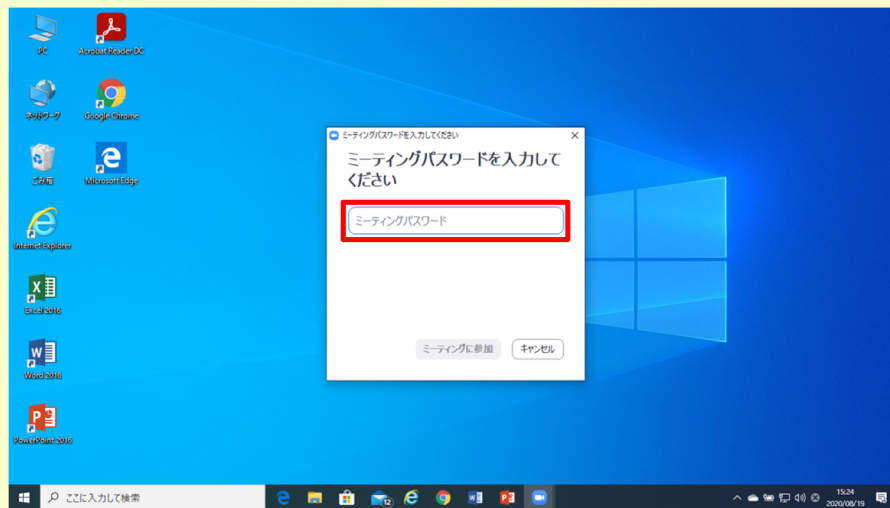 PC
Acrobat Reader DC
ネットワーク
Google Chrome
ごみ箱
Microsoft Edge
Internet Explorer
Excel 2016
Word 2016
PowerPoint 2016
ミーティングパスワードを入力してください
ミーティングパスワードを入力して
ください
ミーティングパスワード
ミーティングに参加
キャンセル
ここに入力して検索
12
15:24
2020/08/19